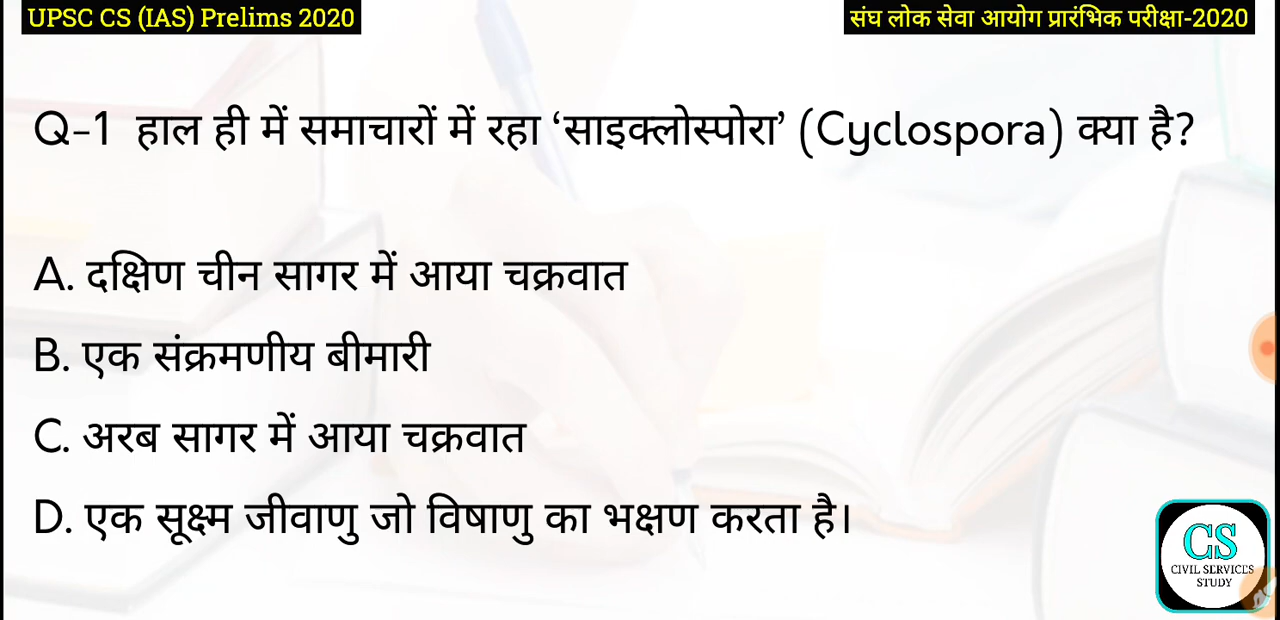 UPSC CS (IAS) Prelims 2020
संघ लोक सेवा आयोग प्रारंभिक परीक्षा-2020
Q-1 हाल ही में समाचारों में रहा ‘साइक्लोस्पोरा’ (Cyclospora) क्या है?
A. दक्षिण चीन सागर में आया चक्रवात
B. एक संक्रमणीय बीमारी
C. अरब सागर में आया चक्रवात
D. एक सूक्ष्म जीवाणु जो विषाणु का भक्षण करता है।
CS
CIVIL SERVICES
STUDY